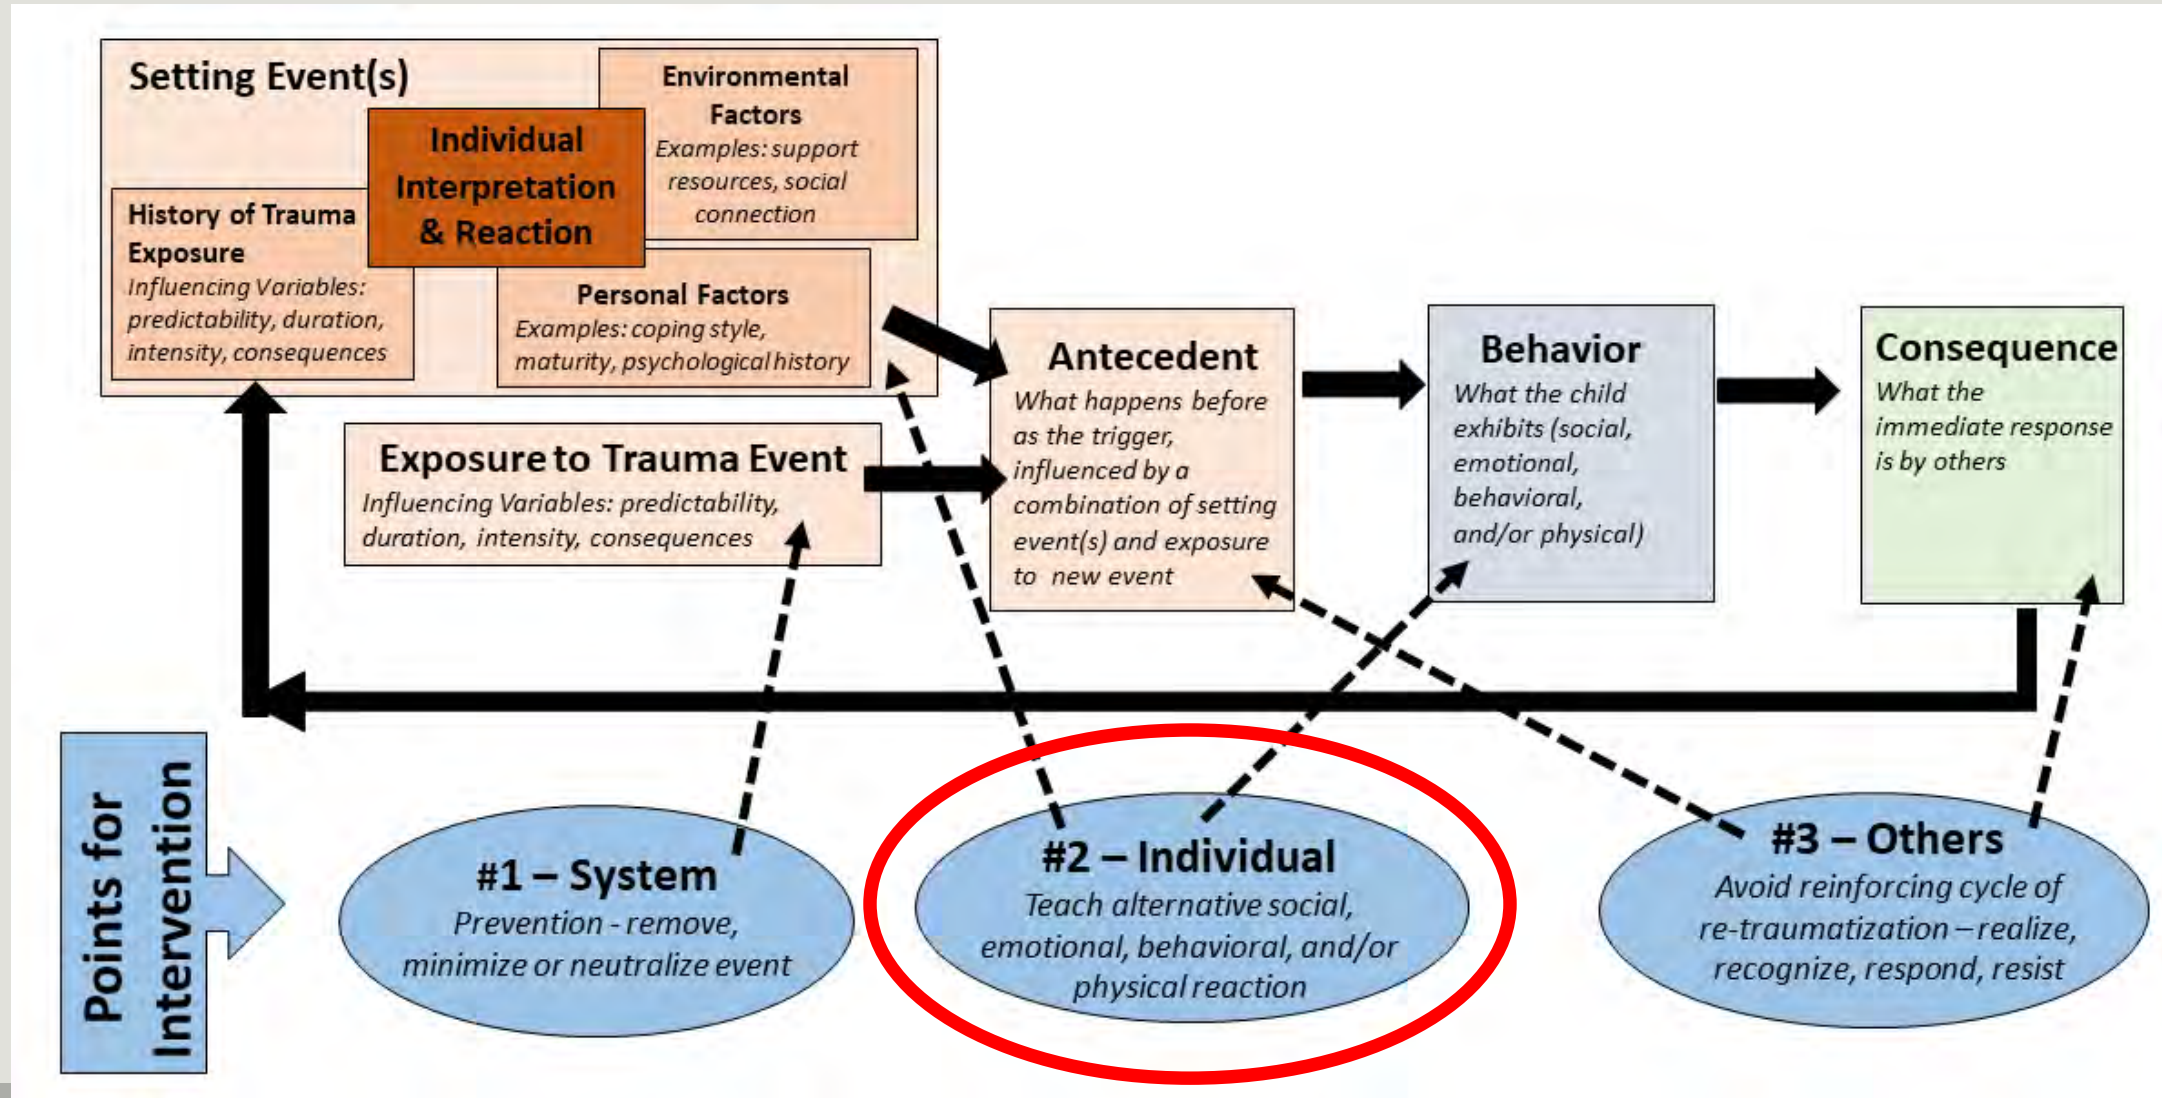 Setting Event(s)
Environmental
Factors
Examples: support
resources, social
connection
Individual
Interpretation
& Reaction
History of Trauma
Exposure
Influencing Variables:
predictability, duration,
intensity, consequences
Personal Factors
Examples: coping style,
maturity, psychological history
Exposure to Trauma Event
Influencing Variables: predictability,
duration, intensity, consequences
Antecedent
What happens before
as the trigger,
influenced by a
combination of setting
event(s) and exposure
to new event
Behavior
What the child
exhibits (social,
emotional,
behavioral,
and/or physical)
Consequence
What the
immediate response
is by others
Points for
Intervention
#1 – System
Prevention - remove,
minimize or neutralize event
#2 – Individual
Teach alternative social,
emotional, behavioral, and/or
physical reaction
#3 – Others
Avoid reinforcing cycle of
re-traumatization – realize,
recognize, respond, resist